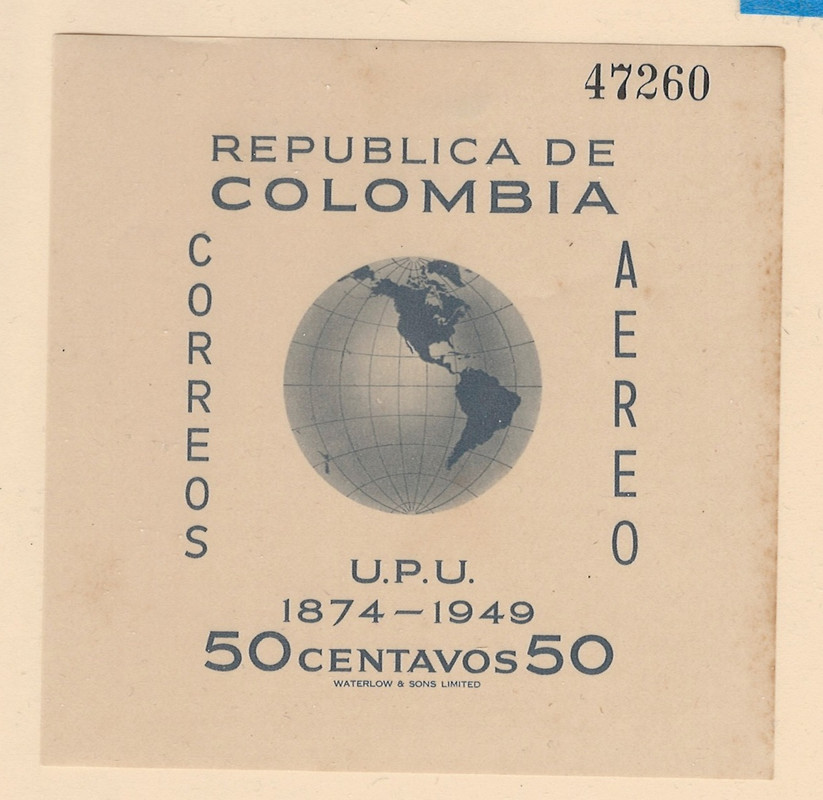 47260
REPUBLICA DE
COLOMBIA
CORREOS
AEREO
U.P.U.
1874—1949
50 CENTAVOS 50
WATERLOW & SONS LIMITED